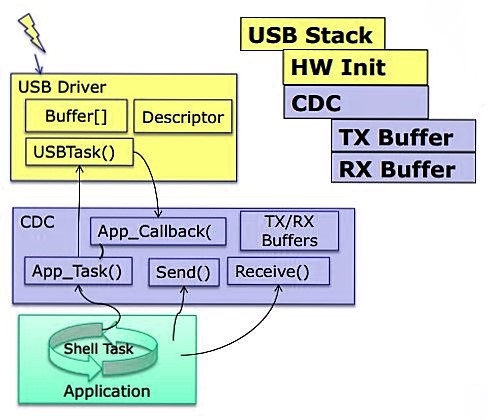 USB Stack
HW Init
CDC
TX Buffer
RX Buffer
USB Driver
Buffer[]
Descriptor
USBTask()
CDC
App_Callback(
TX/RX
Buffers
App_Task()
Send()
Receive()
Shell Task
Application